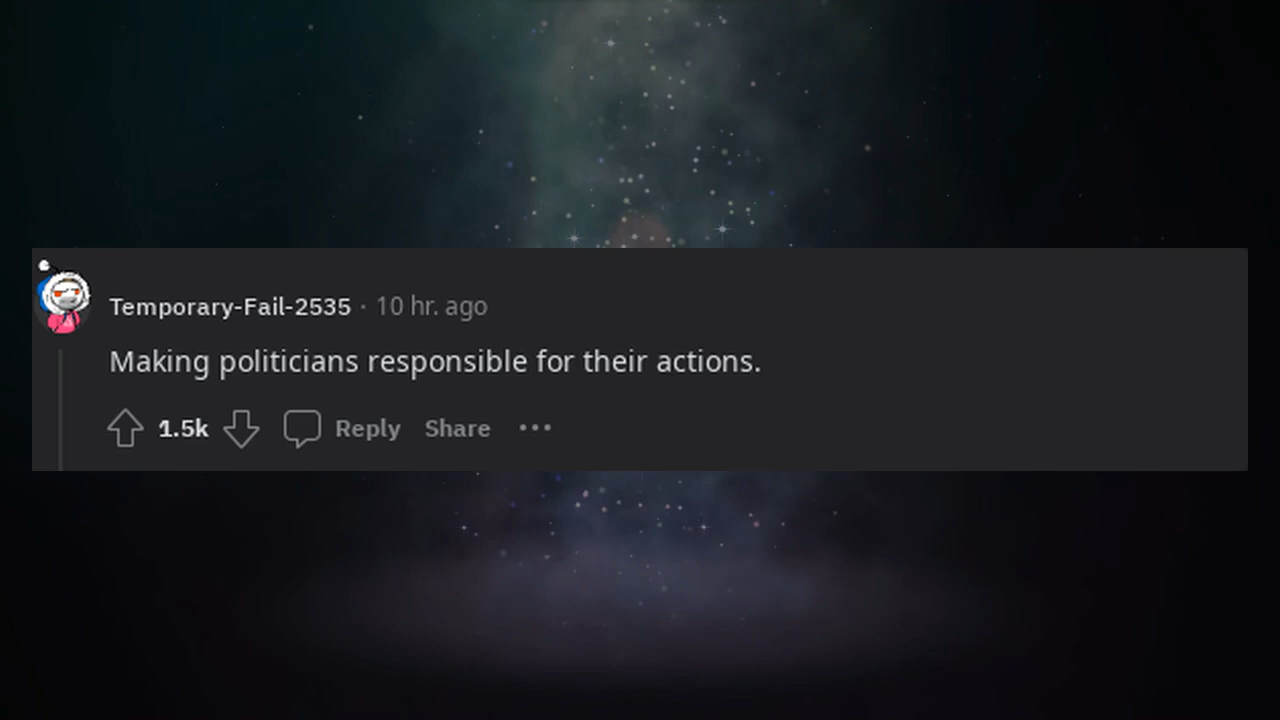 Temporary-Fail-2535 · 10 hr. ago
Making politicians responsible for their actions.
1.5k Reply Share •••